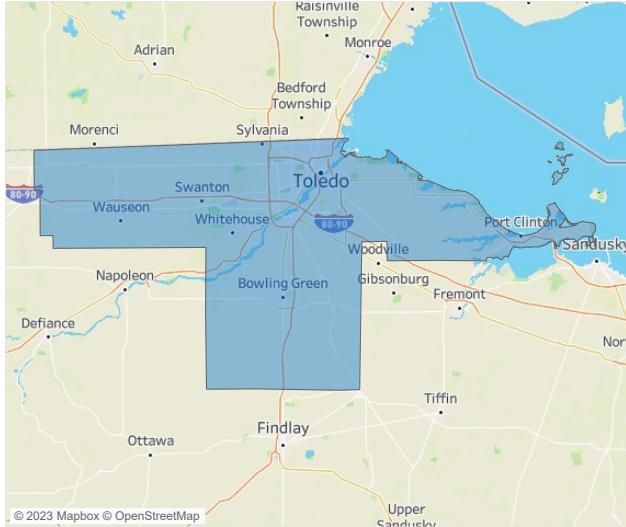 Raisinville
Township
Adrian
Monroe
Bedford
Township
Morenci
Sylvania
Toledo
80-90
Swanton
Wauseon
Whitehouse
80-90
Port Clinton
Sandusky
Woodville
Napoleon
Bowling Green
Gibsonburg
Fremont
Defiance
Nor
Tiffin
Findlay
Ottawa
Upper
Sandusky
© 2023 Mapbox © OpenStreetMap